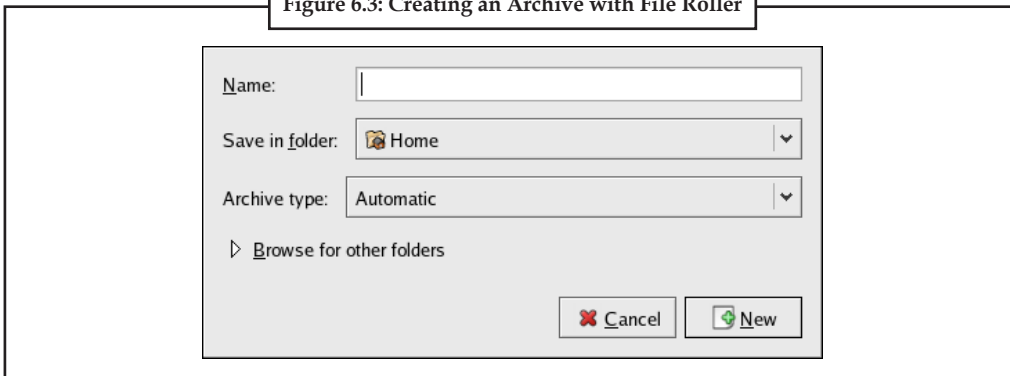 Figure 6.3: Creating an Archive with File Roller
Name:
Save in folder: Home
Archive type: Automatic
Browse for other folders
Cancel New